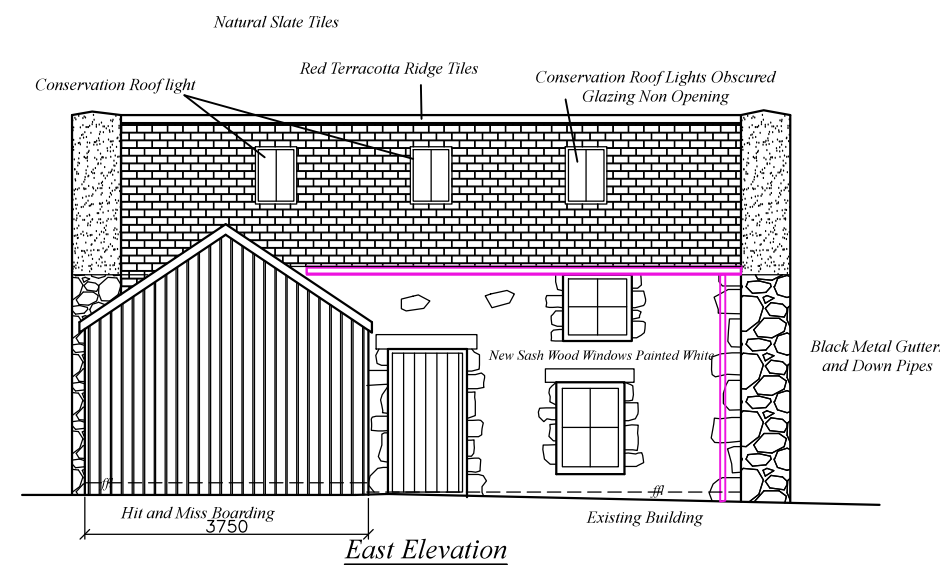 Natural Slate Tiles
Red Terracotta Ridge Tiles
Conservation Roof light
Conservation Roof Lights Obscured
Glazing Non Opening
New Sash Wood Windows Painted White
Black Metal Gutters
and Down Pipes
ffl
ffl
Hit and Miss Boarding
3750
Existing Building
East Elevation